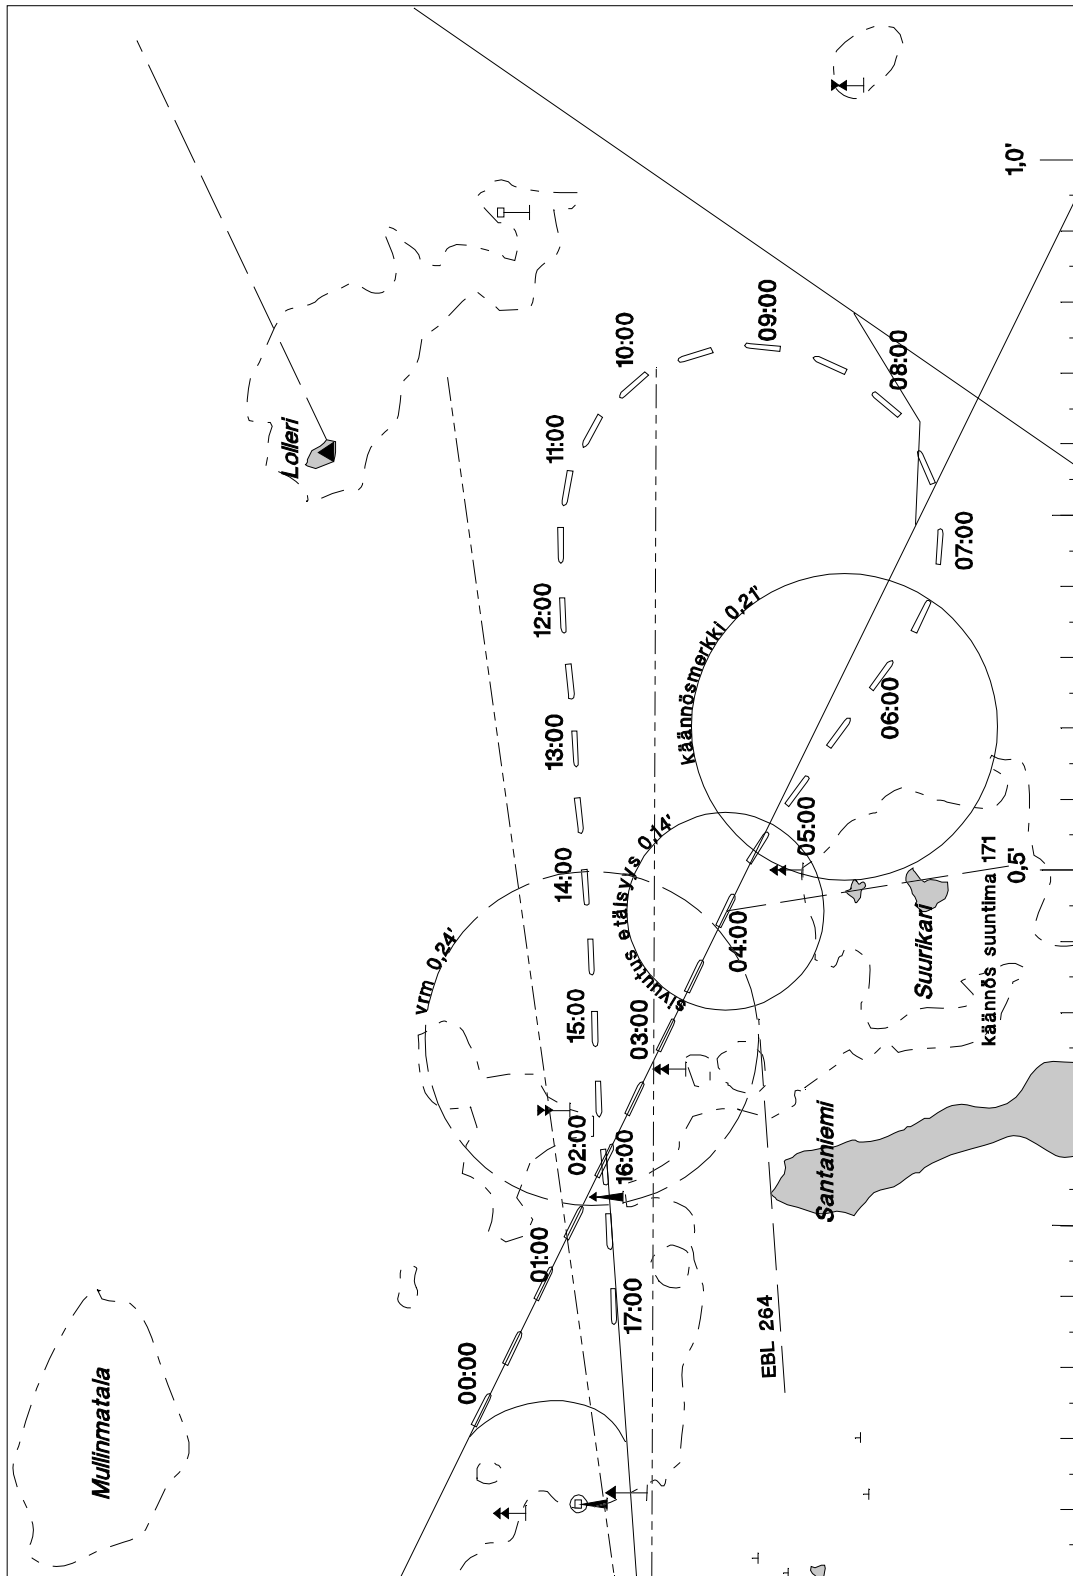 Lolleri
Mullinmatala
Santaniemi
Suurikari
1,0'
0,5'
käännösmerkki 0,21'
sivuutus etäisyys 0,14'
vrm 0,24'
EBL 264
käännös suuntima 171
00:00
01:00
02:00
03:00
04:00
05:00
06:00
07:00
08:00
09:00
10:00
11:00
12:00
13:00
14:00
15:00
16:00
17:00